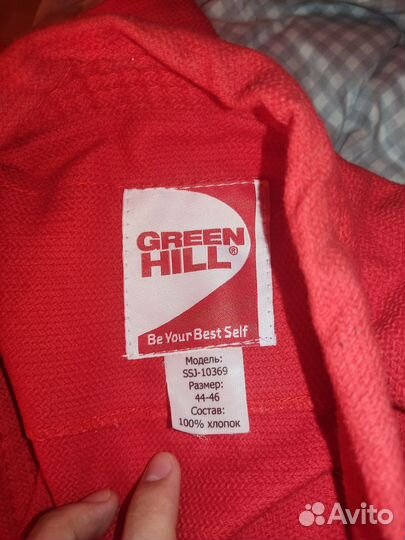 GREEN
HILL®
Be Your Best Self
Модель:
SSJ-10369
Размер:
44-46
Состав:
100% хлопок
Avito